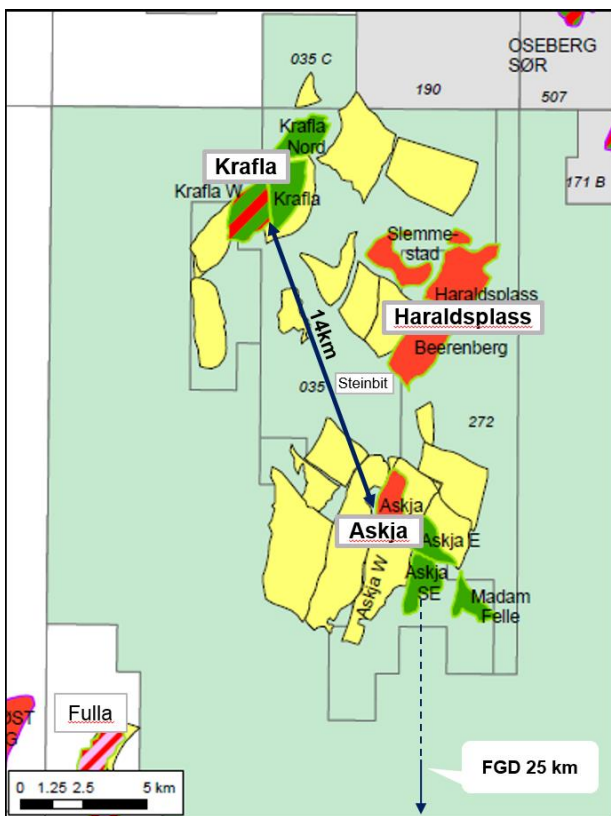 OSEBERG
SØR
035 C
190
507
Krafla
Nord
Krafla
171 B
Krafla W
Krafla
Slemme-
stad
Haraldsplass
Haraldsplass
14km
Beerenberg
035
Steinbit
272
Askja
Askja
Askja E
Askja
SE
Askja W
Madam
Felle
Fulla
ØST
G
FGD 25 km
0 1.25 2.5 5 km